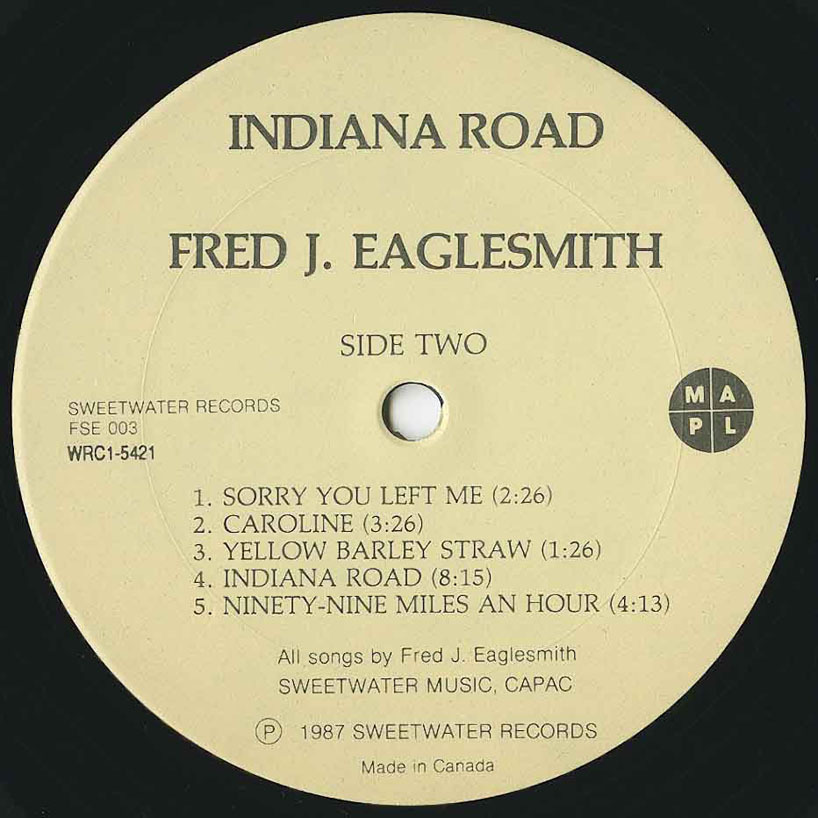 INDIANA ROAD
FRED J. EAGLESMITH
SIDE TWO
SWEETWATER RECORDS
FSE 003
WRC1-5421
M A
P L
1. SORRY YOU LEFT ME (2:26)
2. CAROLINE (3:26)
3. YELLOW BARLEY STRAW (1:26)
4. INDIANA ROAD (8:15)
5. NINETY-NINE MILES AN HOUR (4:13)
All songs by Fred J. Eaglesmith
SWEETWATER MUSIC, CAPAC
Ⓟ 1987 SWEETWATER RECORDS
Made in Canada